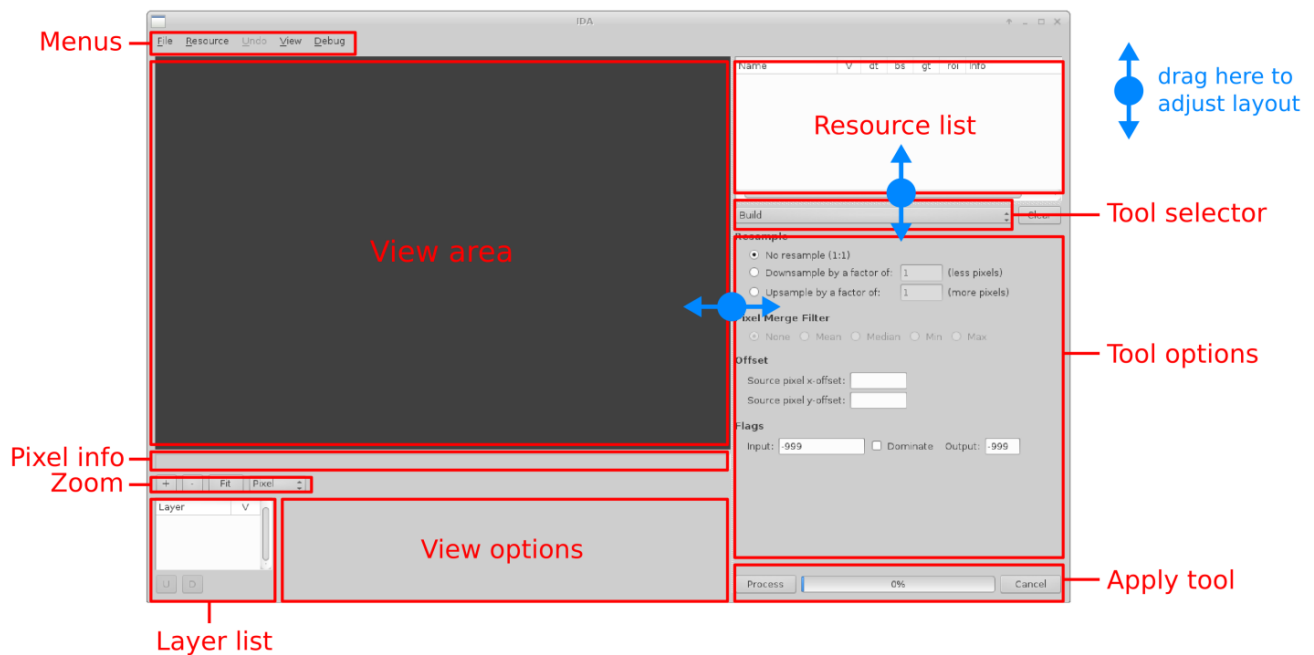 IDA
Menus
File Resource Undo View Debug
Name V dt bs gt roi Info
drag here to
adjust layout
Resource list
Build
Clear
Tool selector
View area
Resample
No resample (1:1)
Downsample by a factor of: 1 (less pixels)
Upsample by a factor of: 1 (more pixels)
Pixel Merge Filter
None Mean Median Min Max
Tool options
Offset
Source pixel x-offset:
Source pixel y-offset:
Flags
Input: -999 Dominate Output: -999
Pixel info
Zoom
+ - Fit Pixel
Layer V
View options
U D
Process 0% Cancel
Apply tool
Layer list